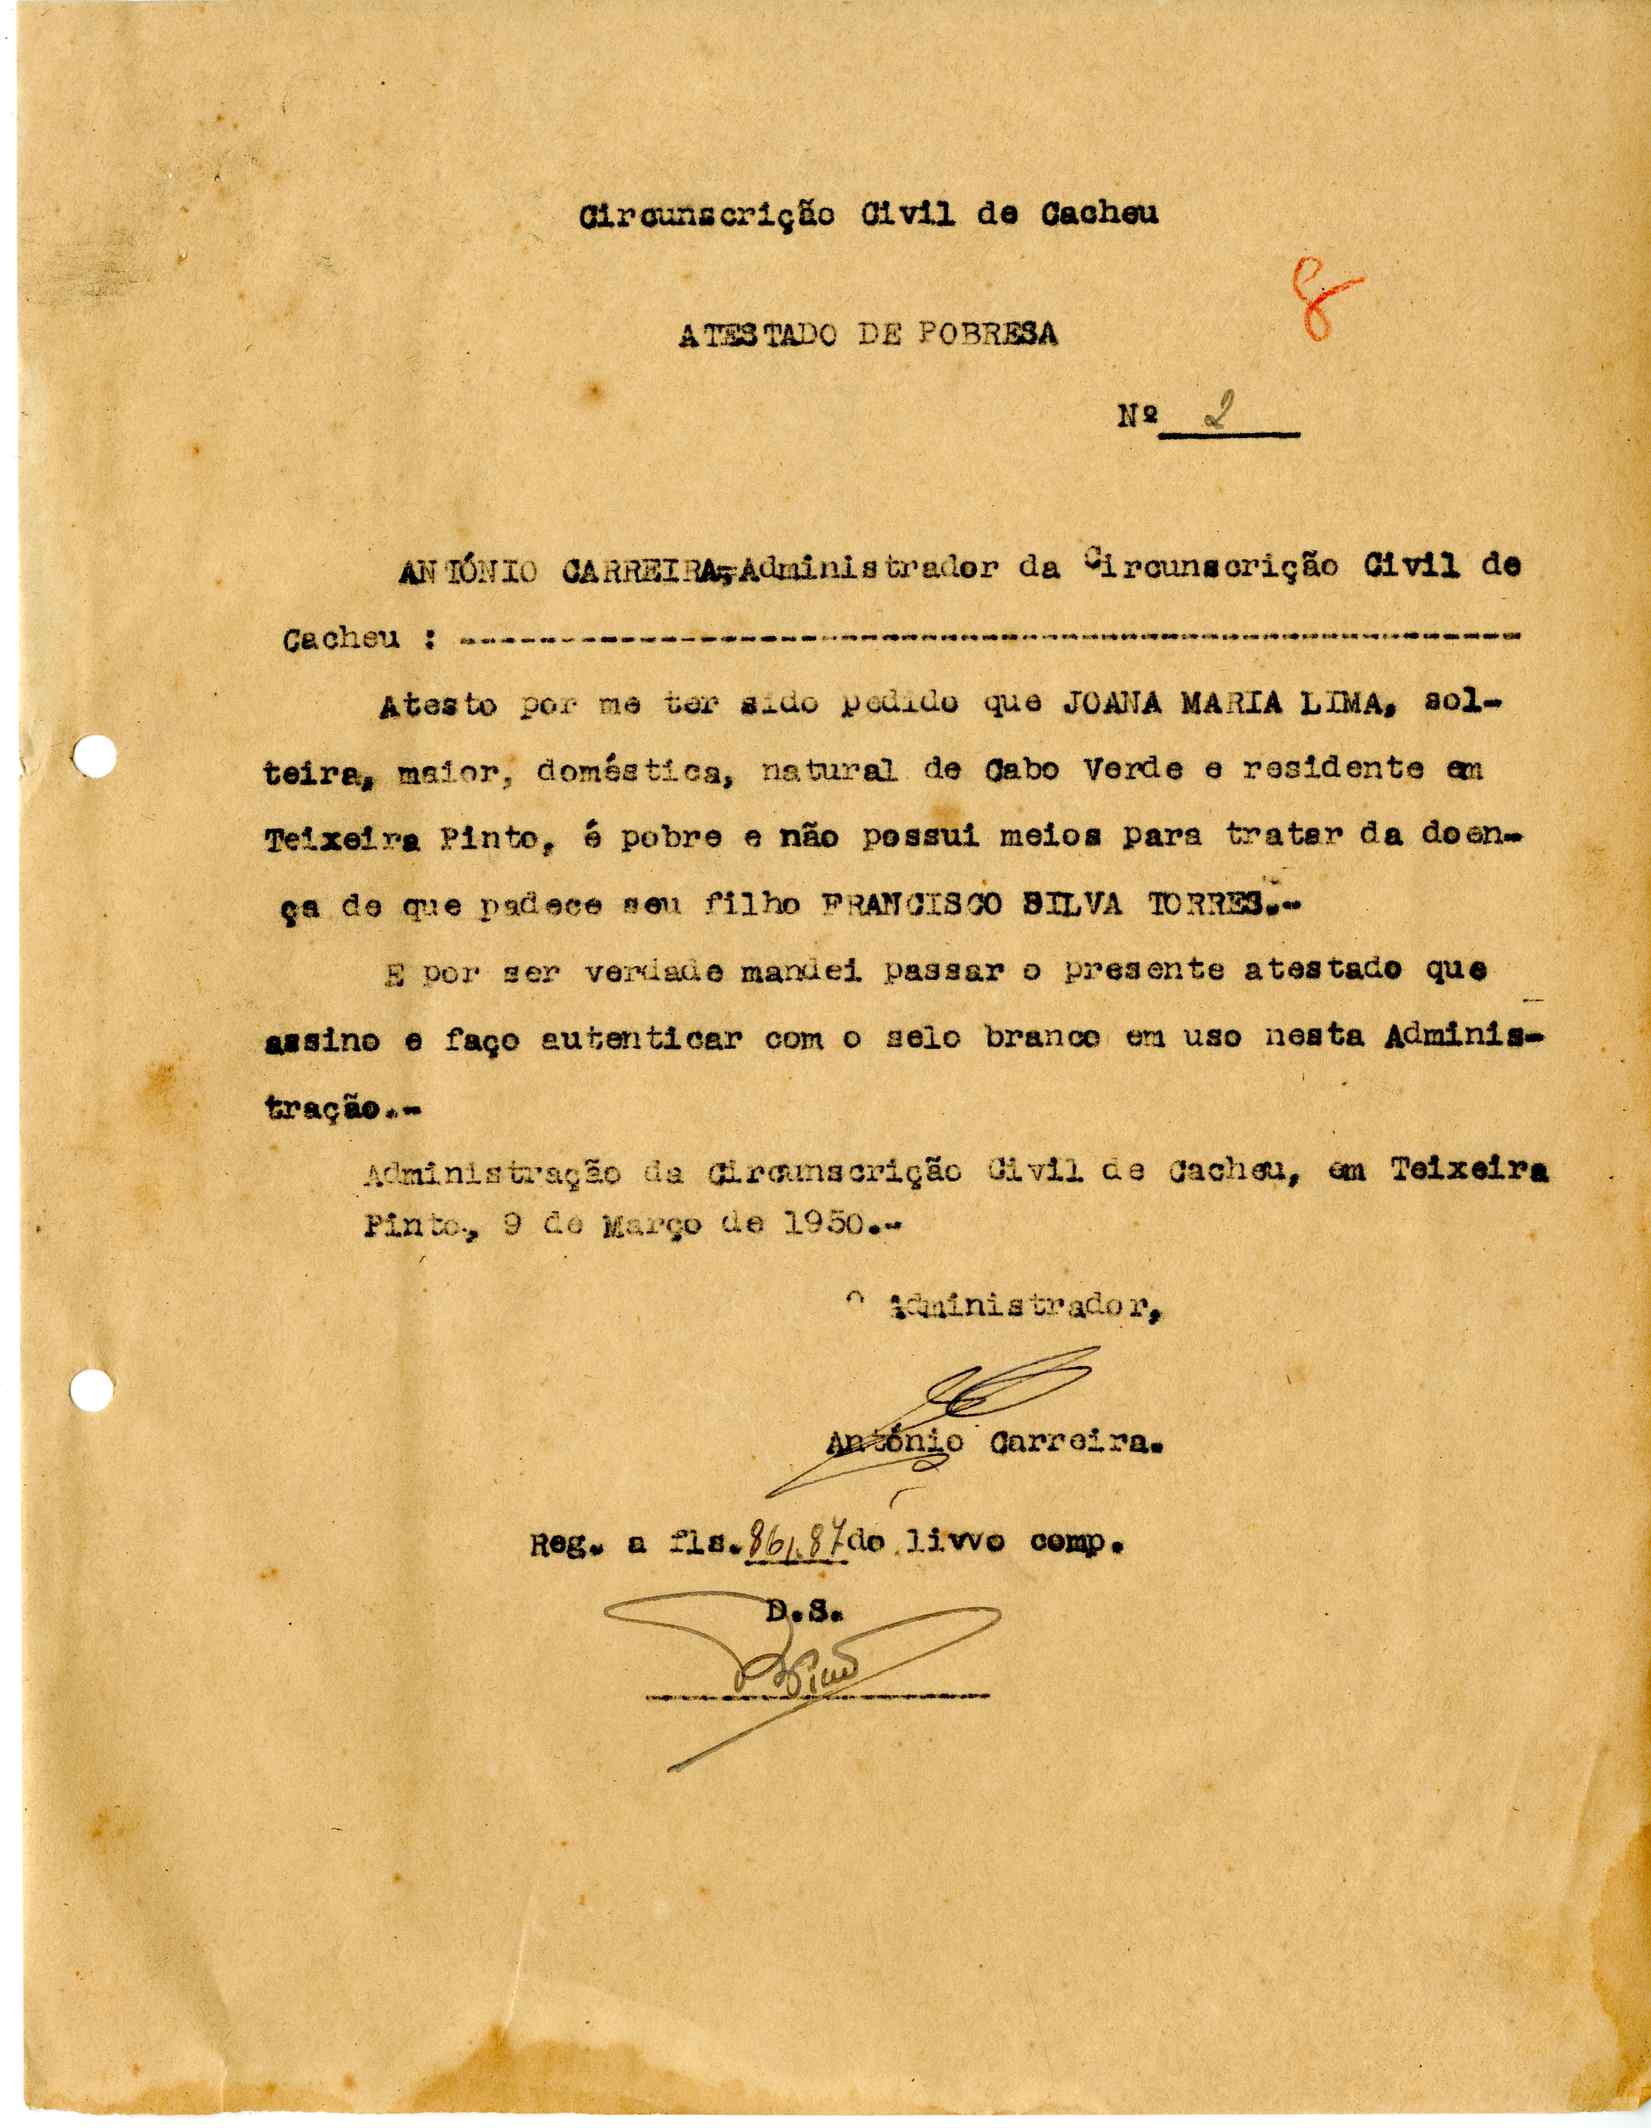 Circunscrição Civil de Cacheu
8
ATESTADO DE POBRESA
Nº 2
ANTÓNIO CARREIRA, Administrador da Circunscrição Civil de
Cacheu : ----------------------------------------------------
Atesto por me ter sido pedido que JOANA MARIA LIMA, sol-
teira, maior, doméstica, natural de Cabo Verde e residente em
Teixeira Pinto, é pobre e não possui meios para tratar da doen-
ça de que padece seu filho FRANCISCO SILVA TORRES.-
E por ser verdade mandei passar o presente atestado que
assino e faço autenticar com o selo branco em uso nesta Adminis-
tração.-
Administração da Circunscrição Civil de Cacheu, em Teixeira
Pinto, 9 de Março de 1950.-
O Administrador,
António Carreira.
Reg. a fls. 86/.87 do livvo comp.
D.S.